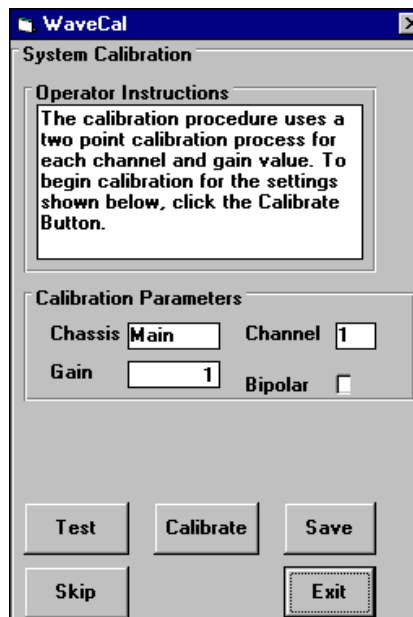 WaveCal
System Calibration
Operator Instructions
The calibration procedure uses a
two point calibration process for
each channel and gain value. To
begin calibration for the settings
shown below, click the Calibrate
Button.
Calibration Parameters
Chassis Main Channel 1
Gain 1 Bipolar
Test Calibrate Save
Skip Exit